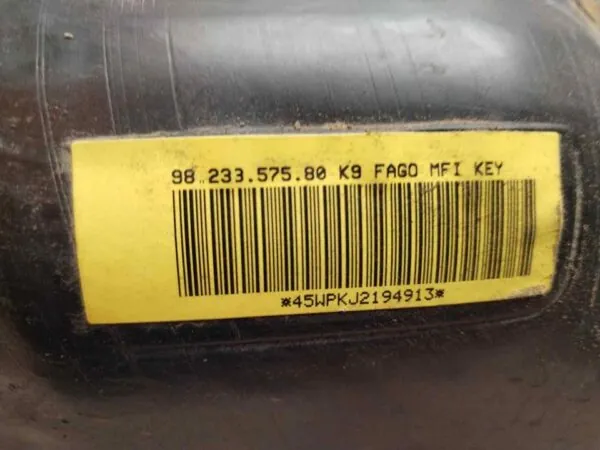 98 233.575.80 K9 FAGO MFI KEY
*45WPKJ2194913*